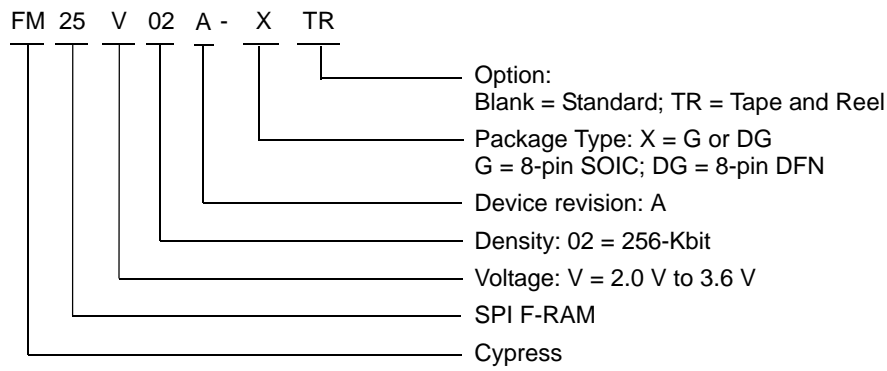 FM 25 V 02 A - X TR
Option:
Blank = Standard; TR = Tape and Reel
Package Type: X = G or DG
G = 8-pin SOIC; DG = 8-pin DFN
Device revision: A
Density: 02 = 256-Kbit
Voltage: V = 2.0 V to 3.6 V
SPI F-RAM
Cypress